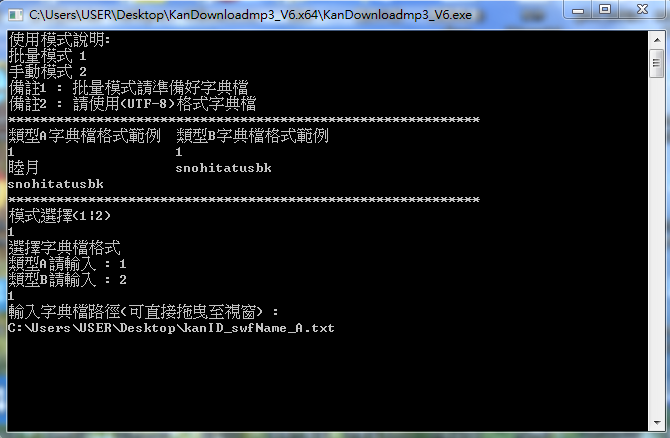 C:\Users\USER\Desktop\KanDownloadmp3_V6.x64\KanDownloadmp3_V6.exe
使用模式說明:
批量模式 1
手動模式 2
備註1 : 批量模式請準備好字典檔
備註2 : 請使用(UTF-8)格式字典檔
***********************************************************
類型A字典檔格式範例 類型B字典檔格式範例
1 1
睦月 snohitatusbk
snohitatusbk
***********************************************************
模式選擇(1¦2)
1
選擇字典檔格式
類型A請輸入 : 1
類型B請輸入 : 2
1
輸入字典檔路徑(可直接拖曳至視窗) :
C:\Users\USER\Desktop\kanID_swfName_A.txt